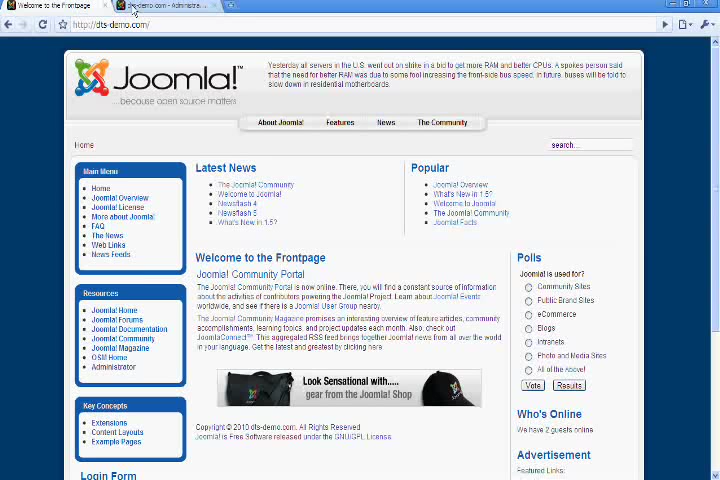 Welcome to the Frontpage
dts-demo.com - Administra...
http://dts-demo.com/
Joomla!™
...because open source matters
Yesterday all servers in the U.S. went out on strike in a bid to get more RAM and better CPUs. A spokes person said
that the need for better RAM was due to some fool increasing the front-side bus speed. In future, buses will be told to
slow down in residential motherboards.
About Joomla!
Features
News
The Community
Home
search...
Main Menu
Home
Joomla! Overview
Joomla! License
More about Joomla!
FAQ
The News
Web Links
News Feeds
Resources
Joomla! Home
Joomla! Forums
Joomla! Documentation
Joomla! Community
Joomla! Magazine
OSM Home
Administrator
Key Concepts
Extensions
Content Layouts
Example Pages
Login Form
Latest News
The Joomla! Community
Welcome to Joomla!
Newsflash 4
Newsflash 5
What's New in 1.5?
Popular
Joomla! Overview
What's New in 1.5?
Welcome to Joomla!
The Joomla! Community
Joomla! Facts
Welcome to the Frontpage
Joomla! Community Portal
The Joomla! Community Portal is now online. There, you will find a constant source of information
about the activities of contributors powering the Joomla! Project. Learn about Joomla! Events
worldwide, and see if there is a Joomla! User Group nearby.
The Joomla! Community Magazine promises an interesting overview of feature articles, community
accomplishments, learning topics, and project updates each month. Also, check out
JoomlaConnect™. This aggregated RSS feed brings together Joomla! news from all over the world
in your language. Get the latest and greatest by clicking here.
Look Sensational with.....
gear from the Joomla! Shop
Copyright © 2010 dts-demo.com. All Rights Reserved.
Joomla! is Free Software released under the GNU/GPL License.
Polls
Joomla! is used for?
Community Sites
Public Brand Sites
eCommerce
Blogs
Intranets
Photo and Media Sites
All of the Above!
Vote
Results
Who's Online
We have 2 guests online
Advertisement
Featured Links: